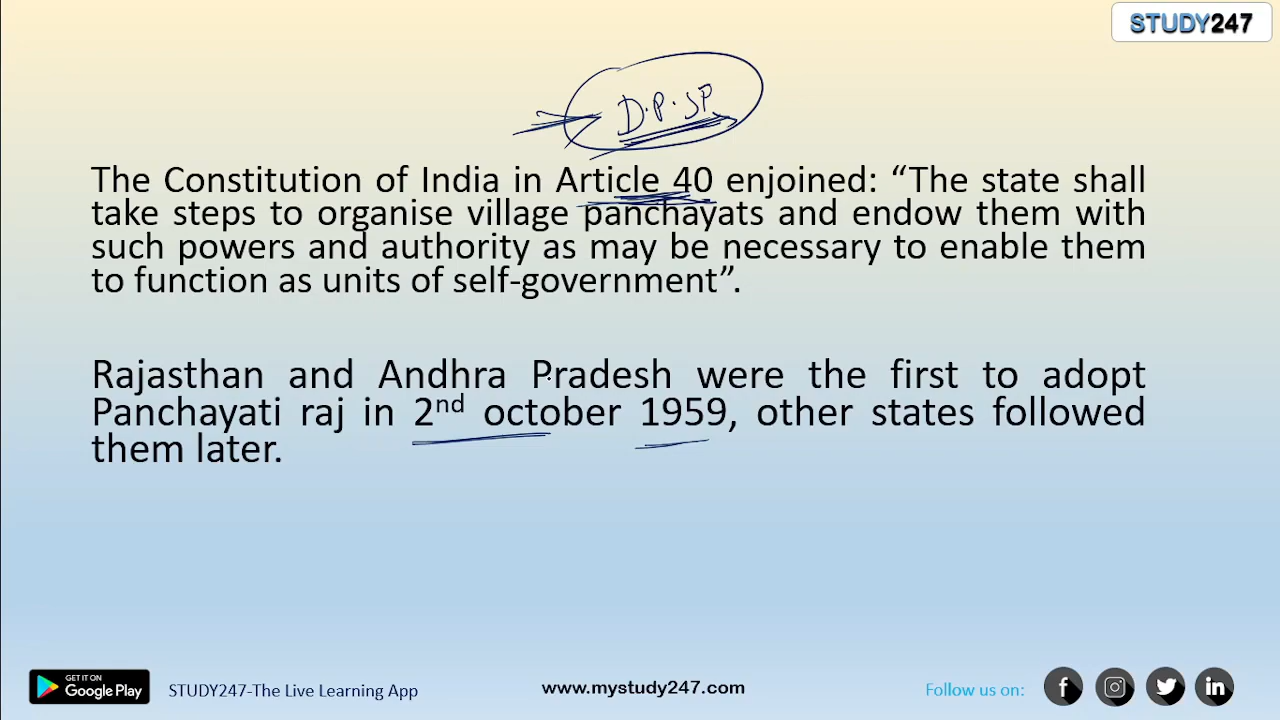 STUDY247
D.P.SP
The Constitution of India in Article 40 enjoined: “The state shall
take steps to organise village panchayats and endow them with
such powers and authority as may be necessary to enable them
to function as units of self-government”.
Rajasthan and Andhra Pradesh were the first to adopt
Panchayati raj in 2nd october 1959, other states followed
them later.
GET IT ON
Google Play
STUDY247-The Live Learning App
www.mystudy247.com
Follow us on: